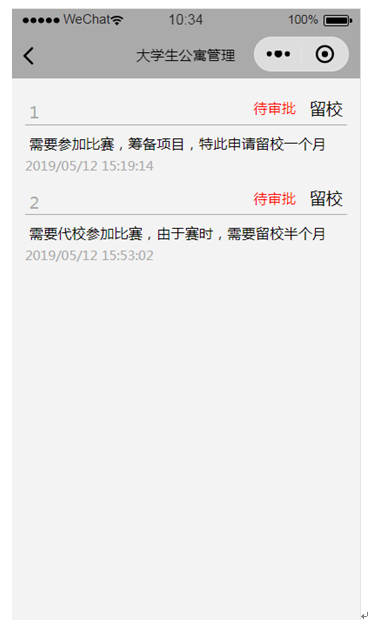 ●●●●● WeChat 10:34 100%
大学生公寓管理
1 待审批 留校
需要参加比赛，筹备项目，特此申请留校一个月
2019/05/12 15:19:14
2 待审批 留校
需要代校参加比赛，由于赛时，需要留校半个月
2019/05/12 15:53:02